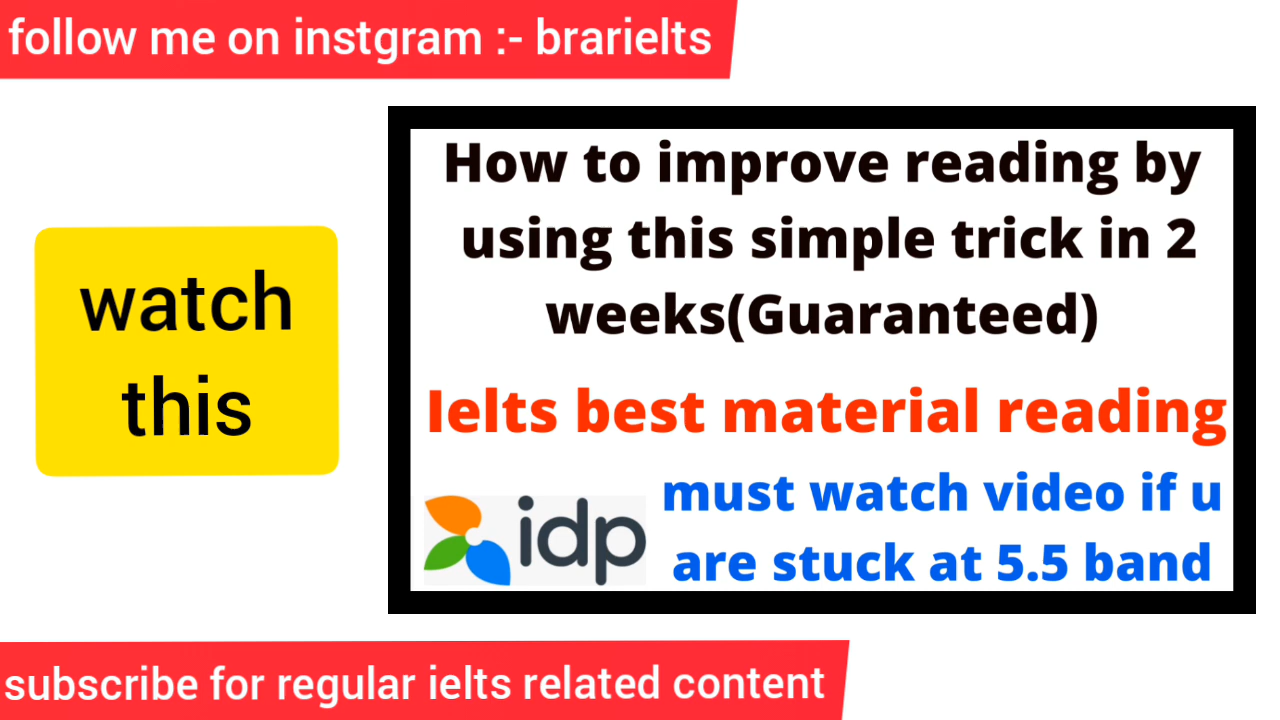 follow me on instgram :- brarielts
watch
this
How to improve reading by
using this simple trick in 2
weeks(Guaranteed)
Ielts best material reading
idp
must watch video if u
are stuck at 5.5 band
subscribe for regular ielts related content